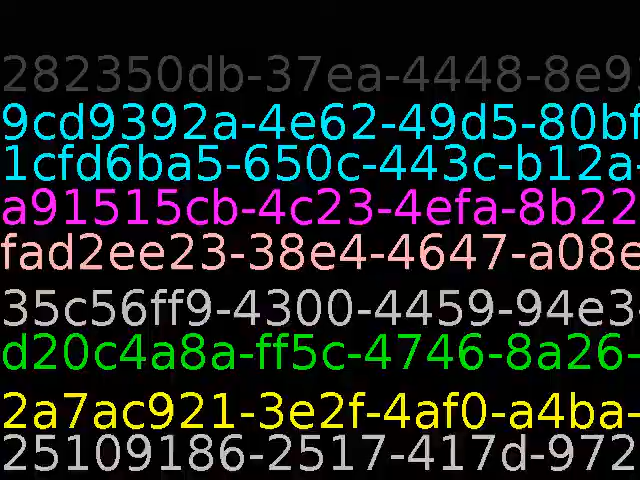 282350db-37ea-4448-8e93
9cd9392a-4e62-49d5-80bf
1cfd6ba5-650c-443c-b12a-
a91515cb-4c23-4efa-8b22
fad2ee23-38e4-4647-a08e
35c56ff9-4300-4459-94e3-
d20c4a8a-ff5c-4746-8a26-
2a7ac921-3e2f-4af0-a4ba-
25109186-2517-417d-972